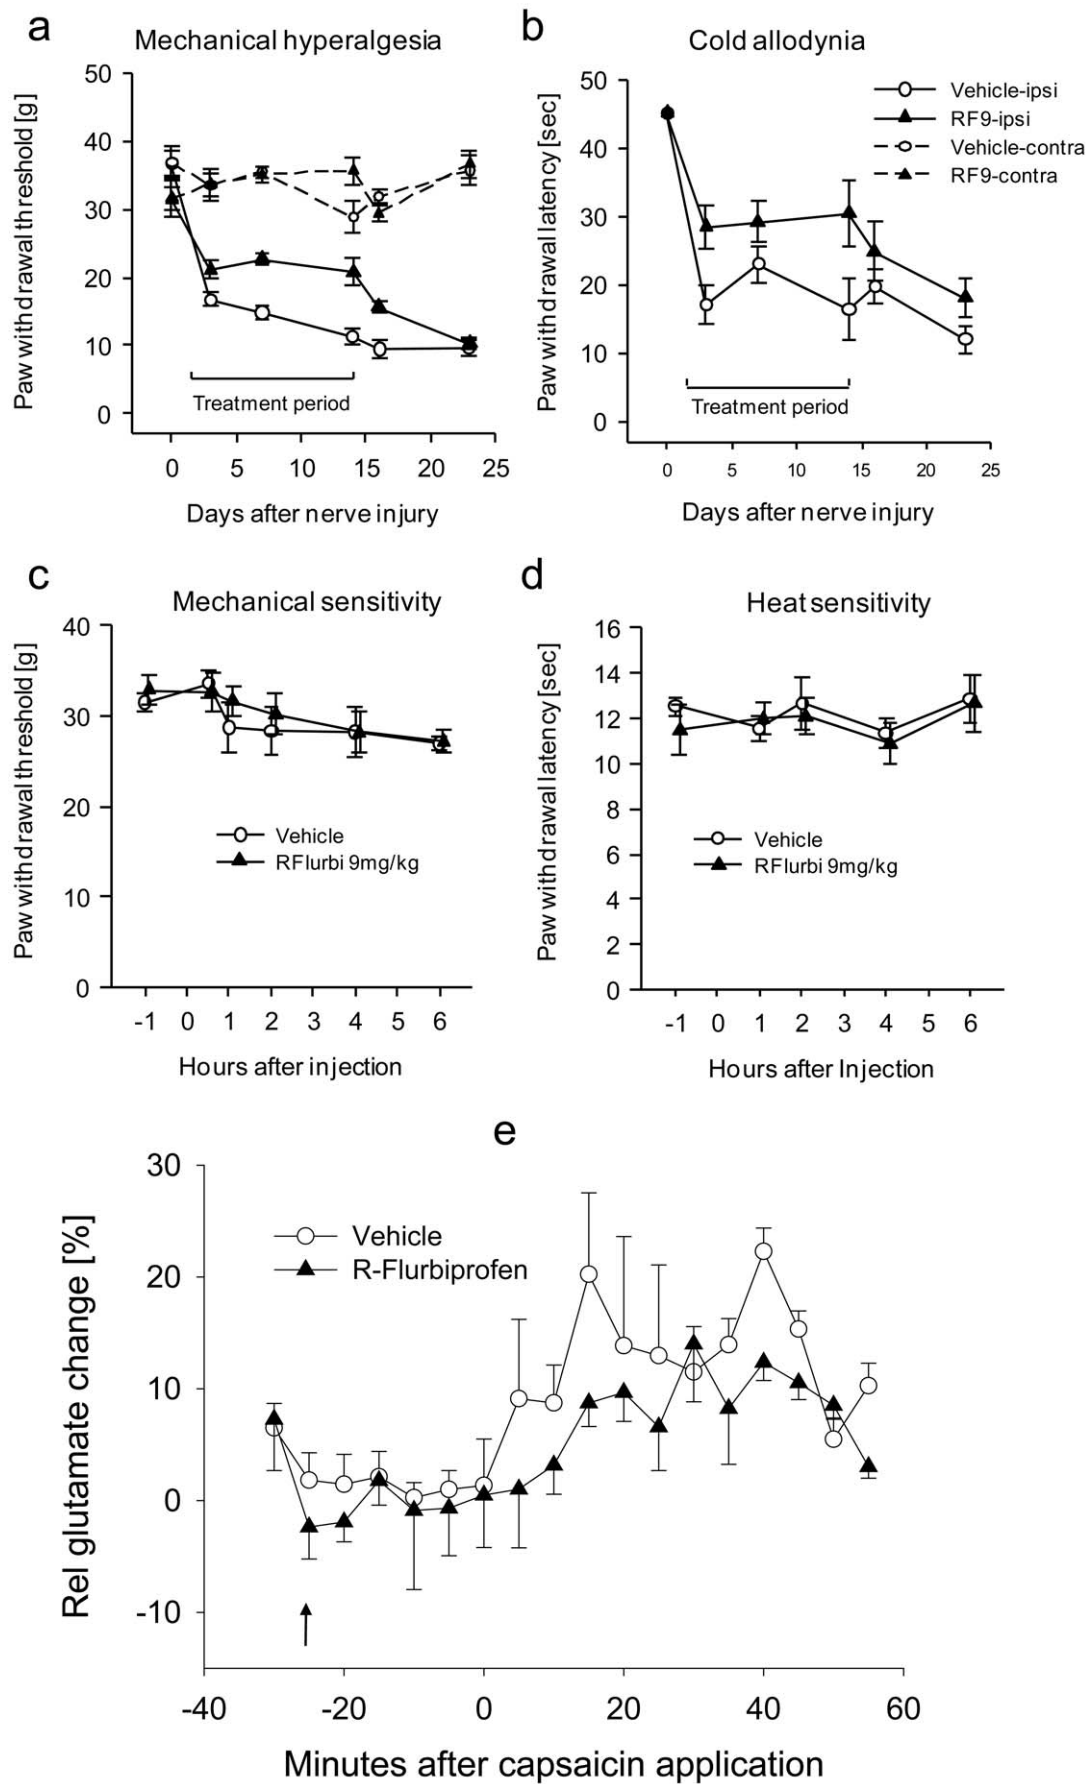 a
Mechanical hyperalgesia
Paw withdrawal threshold [g]
50
40
30
20
10
0
Treatment period
0 5 10 15 20 25
Days after nerve injury
b
Cold allodynia
Paw withdrawal latency [sec]
50
40
30
20
10
0
Vehicle-ipsi
RF9-ipsi
Vehicle-contra
RF9-contra
Treatment period
0 5 10 15 20 25
Days after nerve injury
c
Mechanical sensitivity
Paw withdrawal threshold [g]
40
30
20
10
0
Vehicle
RFlurbi 9mg/kg
-1 0 1 2 3 4 5 6
Hours after injection
d
Heat sensitivity
Paw withdrawal latency [sec]
16
14
12
10
8
6
4
2
0
Vehicle
RFlurbi 9mg/kg
-1 0 1 2 3 4 5 6
Hours after Injection
e
Rel glutamate change [%]
30
20
10
0
-10
Vehicle
R-Flurbiprofen
-40 -20 0 20 40 60
Minutes after capsaicin application